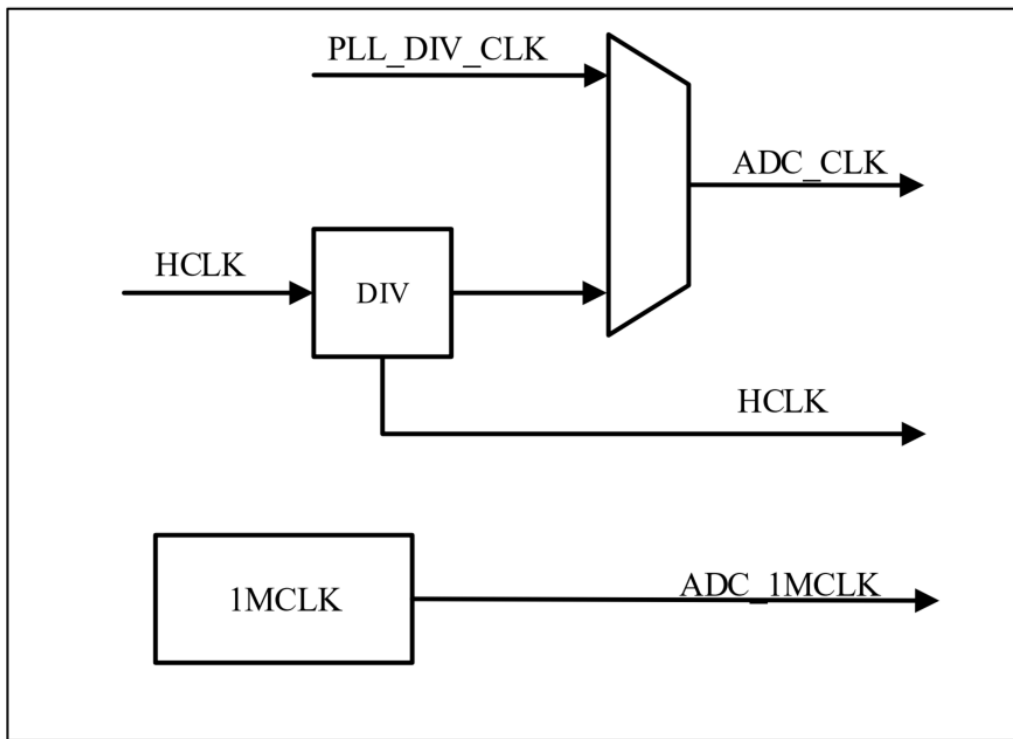 PLL_DIV_CLK
ADC_CLK
HCLK
DIV
HCLK
1MCLK
ADC_1MCLK